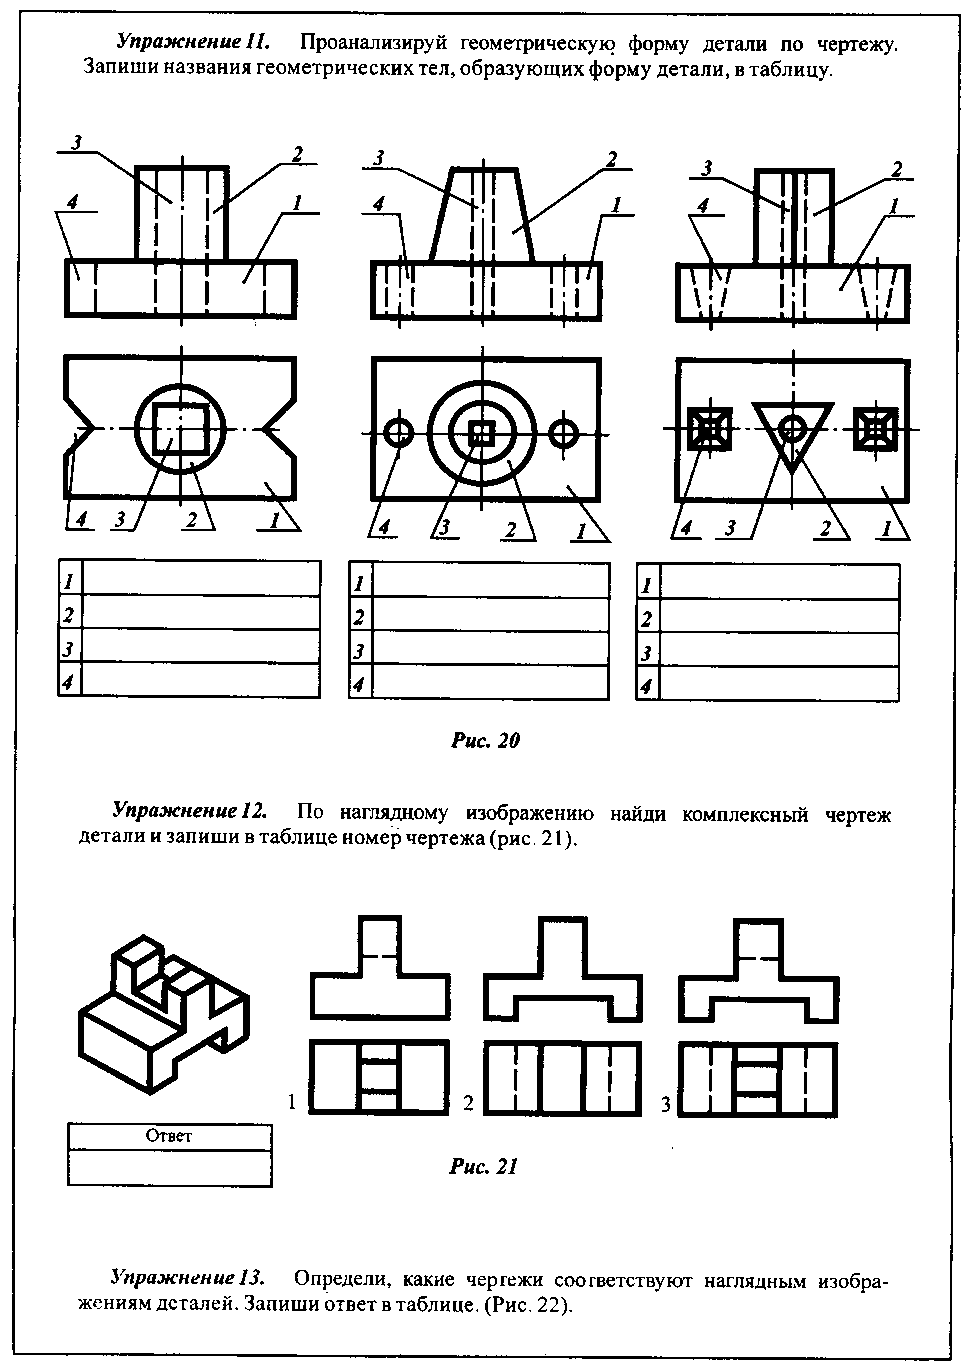 Упражнение 11. Проанализируй геометрическую форму детали по чертежу.
Запиши названия геометрических тел, образующих форму детали, в таблицу.
3 2 4 1
3 2 4 1
3 2 4 1
4 3 2 1
4 3 2 1
4 3 2 1
1 1 1
2 2 2
3 3 3
4 4 4
Рис. 20
Упражнение 12. По наглядному изображению найди комплексный чертеж
детали и запиши в таблице номер чертежа (рис. 21).
1 2 3
Ответ
Рис. 21
Упражнение 13. Определи, какие чертежи соответствуют наглядным изобра-
жениям деталей. Запиши ответ в таблице. (Рис. 22).